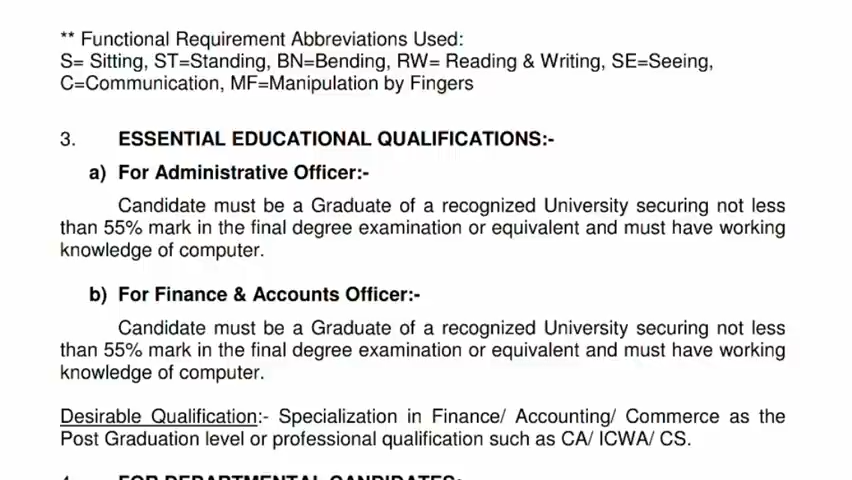 ** Functional Requirement Abbreviations Used:
S= Sitting, ST=Standing, BN=Bending, RW= Reading & Writing, SE=Seeing,
C=Communication, MF=Manipulation by Fingers
3. ESSENTIAL EDUCATIONAL QUALIFICATIONS:-
a) For Administrative Officer:-
Candidate must be a Graduate of a recognized University securing not less
than 55% mark in the final degree examination or equivalent and must have working
knowledge of computer.
b) For Finance & Accounts Officer:-
Candidate must be a Graduate of a recognized University securing not less
than 55% mark in the final degree examination or equivalent and must have working
knowledge of computer.
Desirable Qualification:- Specialization in Finance/ Accounting/ Commerce as the
Post Graduation level or professional qualification such as CA/ ICWA/ CS.
4. FOR DEPARTMENTAL CANDIDATES:-